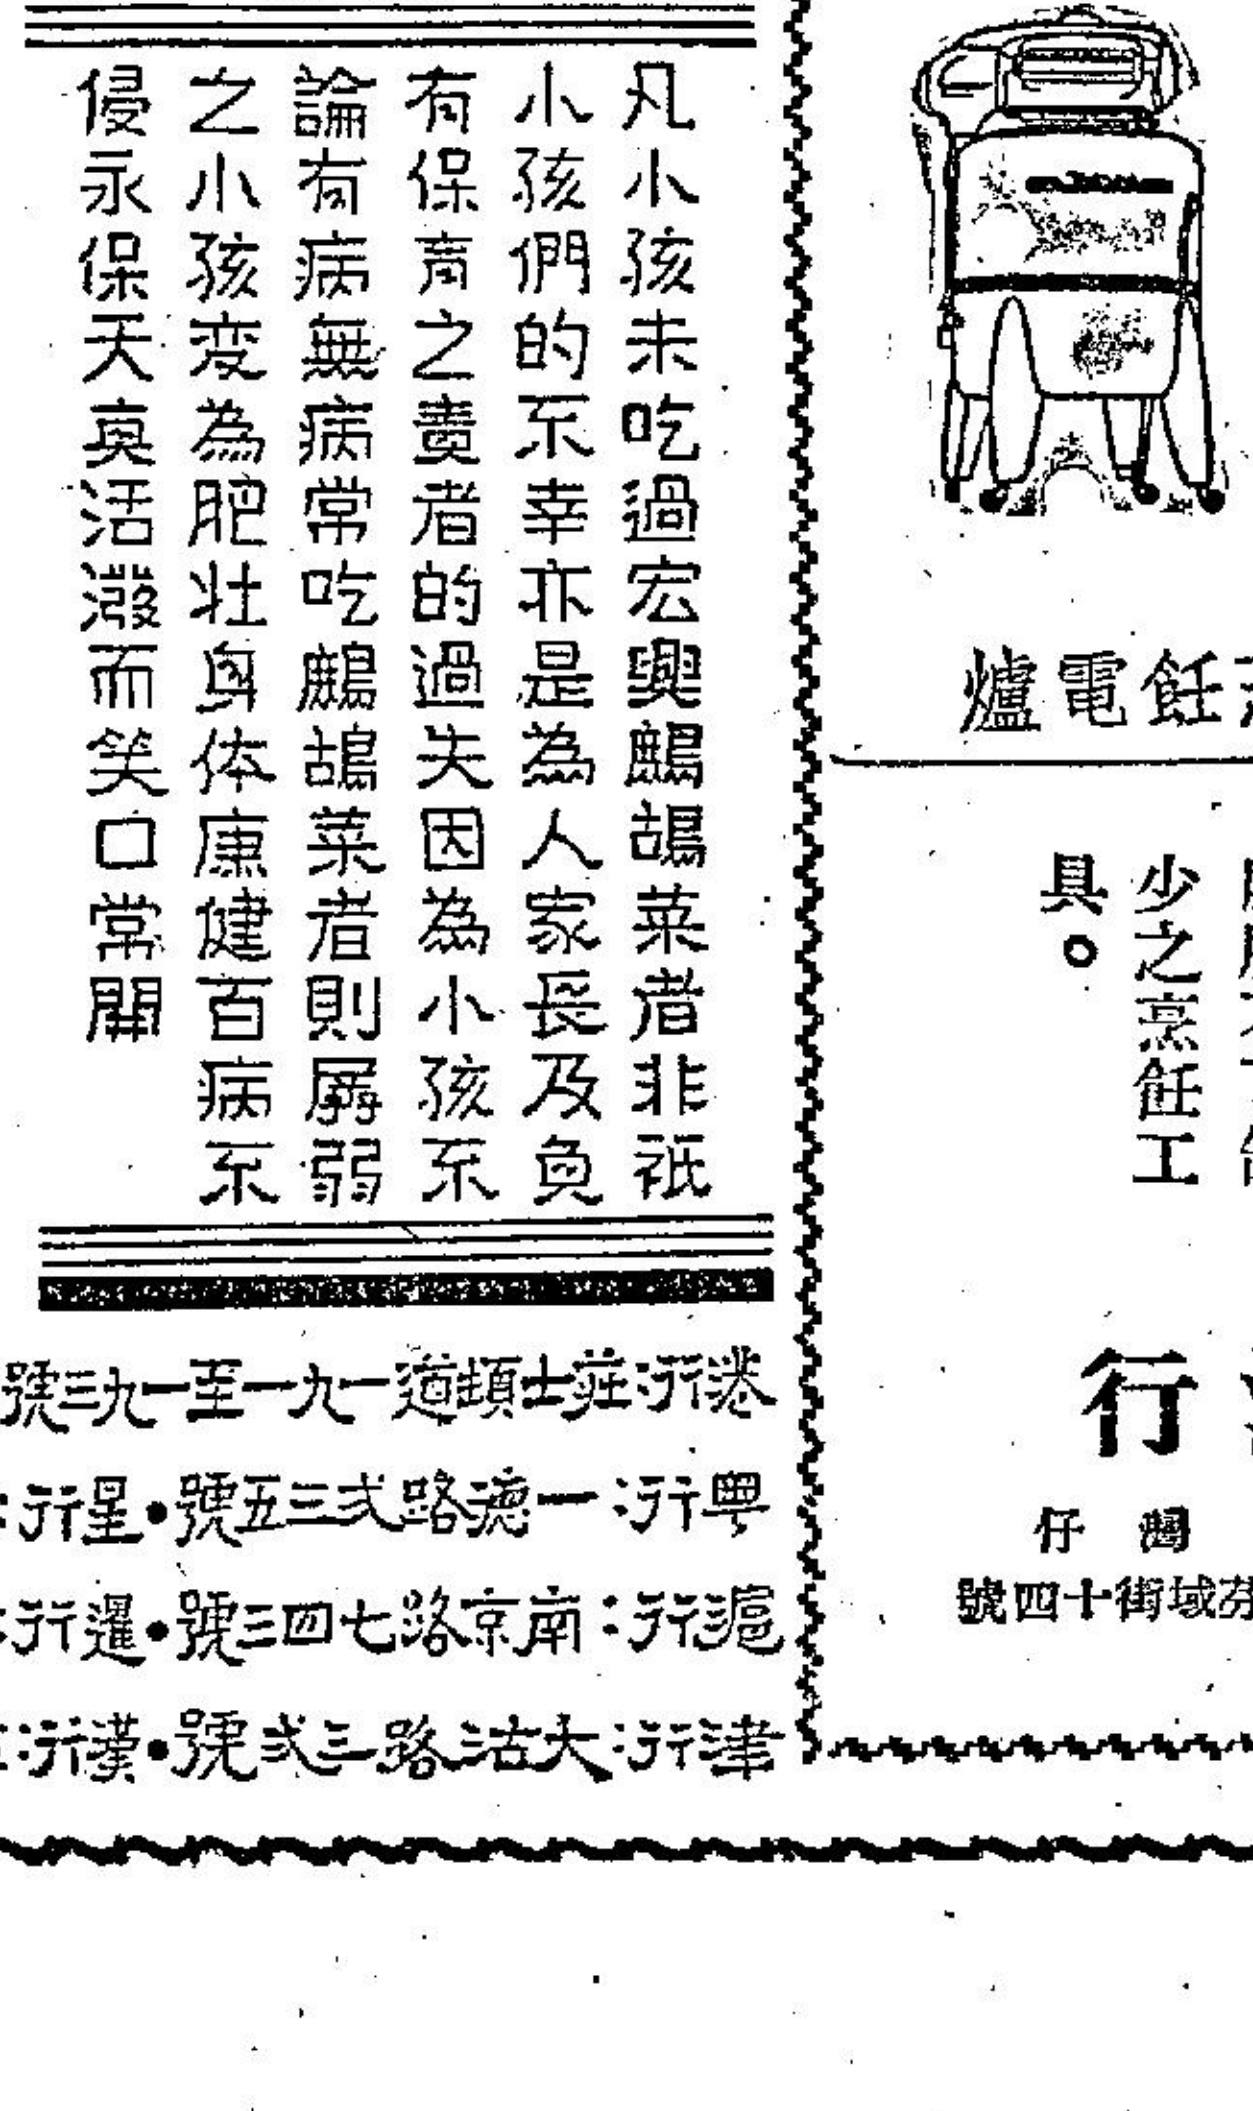 凡小孩未吃過宏興鷓鴣菜者非祇
小孩們的不幸亦是為人家長及負
有保育之責者的過失因為小孩不
論有病無病常吃鷓鴣菜者則孱弱
之小孩変為肥壯身体康健百病不
侵永保天真活潑而笑口常開
港行:莊士頓道一九一至一九三號
粤行:一德路弍三五號•星行:
滬行:南京路七四三號•暹行:
津行:大沽路三弍號•漢行:
飪電爐
少之烹飪工
具。
行
灣仔
芬域街十四號